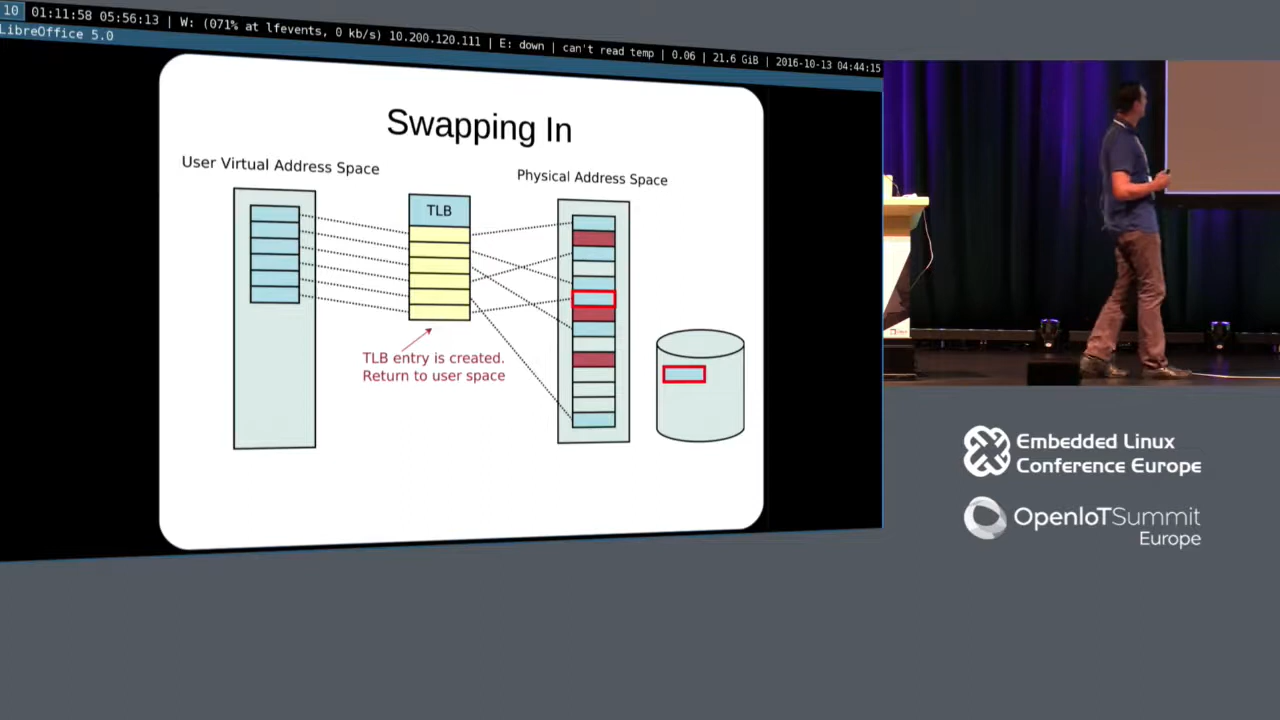 10 01:11:58 05:56:13 | W: (071% at lfevents, 0 kb/s) 10.200.120.111 | E: down | can't read temp | 0.06 | 21.6 GiB | 2016-10-13 04:44:15
LibreOffice 5.0
Swapping In
User Virtual Address Space
Physical Address Space
TLB
TLB entry is created.
Return to user space
Embedded Linux
Conference Europe
OpenIoTSummit
Europe